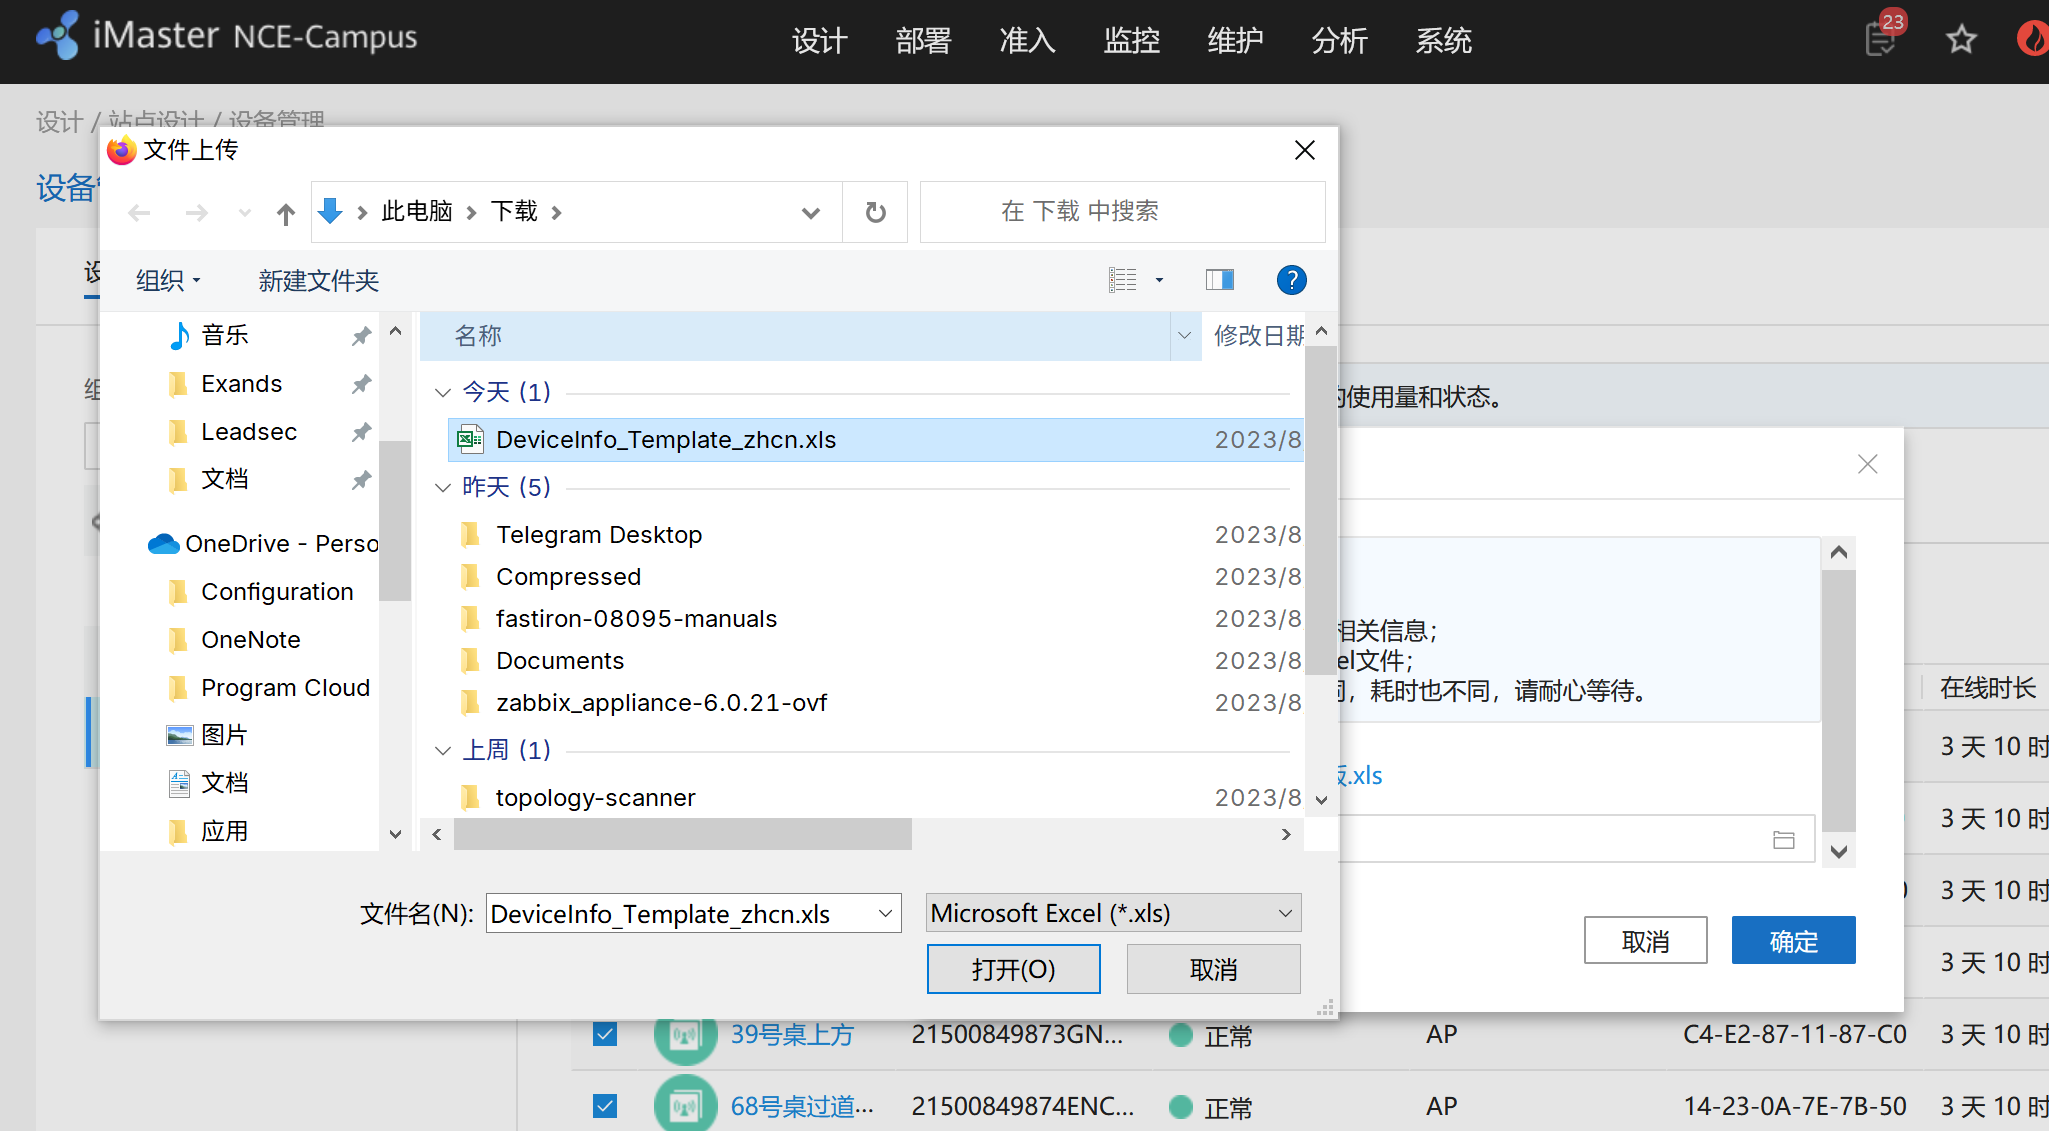 iMaster NCE-Campus
设计 部署 准入 监控 维护 分析 系统
23
设计 / 站点设计 / 设备管理
文件上传
设备
此电脑 下载
在 下载 中搜索
组织 新建文件夹
?
音乐
Exands
Leadsec
文档
OneDrive - Perso
Configuration
OneNote
Program Cloud
图片
文档
应用
名称 修改日期
今天 (1)
DeviceInfo_Template_zhcn.xls 2023/8
昨天 (5)
Telegram Desktop 2023/8
Compressed 2023/8
fastiron-08095-manuals 2023/8
Documents 2023/8
zabbix_appliance-6.0.21-ovf 2023/8
上周 (1)
topology-scanner 2023/8
文件名(N): DeviceInfo_Template_zhcn.xls Microsoft Excel (*.xls)
打开(O) 取消
设
组
的使用量和状态。
相关信息；
el文件；
同，耗时也不同，请耐心等待。
板.xls
取消 确定
在线时长
3 天 10 时
3 天 10 时
3 天 10 时
3 天 10 时
39号桌上方 21500849873GN... 正常 AP C4-E2-87-11-87-C0 3 天 10 时
68号桌过道... 21500849874ENC... 正常 AP 14-23-0A-7E-7B-50 3 天 10 时